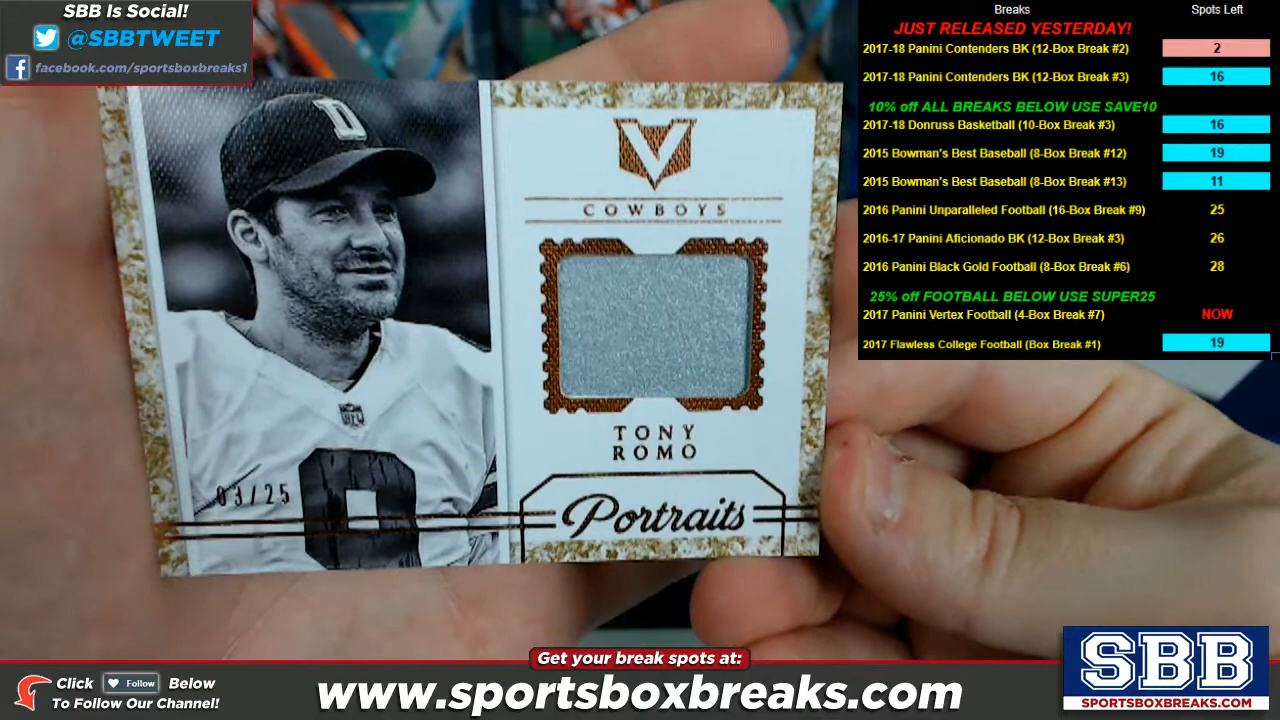 SBB Is Social!
@SBBTWEET
facebook.com/sportsboxbreaks1
Breaks Spots Left
JUST RELEASED YESTERDAY!
2017-18 Panini Contenders BK (12-Box Break #2) 2
2017-18 Panini Contenders BK (12-Box Break #3) 16
10% off ALL BREAKS BELOW USE SAVE10
2017-18 Donruss Basketball (10-Box Break #3) 16
2015 Bowman's Best Baseball (8-Box Break #12) 19
2015 Bowman's Best Baseball (8-Box Break #13) 11
2016 Panini Unparalleled Football (16-Box Break #9) 25
2016-17 Panini Aficionado BK (12-Box Break #3) 26
2016 Panini Black Gold Football (8-Box Break #6) 28
25% off FOOTBALL BELOW USE SUPER25
2017 Panini Vertex Football (4-Box Break #7) NOW
2017 Flawless College Football (Box Break #1) 19
D
V
COWBOYS
NFL
TONY
ROMO
03/25
Portraits
Get your break spots at:
www.sportsboxbreaks.com
Click Follow Below
To Follow Our Channel!
SBB
SPORTSBOXBREAKS.COM